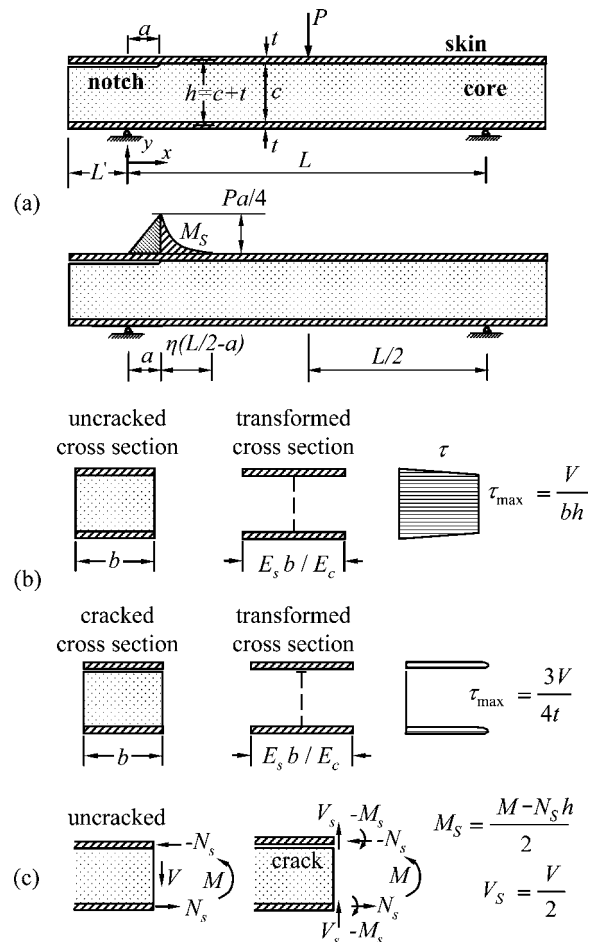 a
P
t
skin
notch
h=c+t
c
core
t
y
x
L'
L
(a)
Pa/4
M_S
a
η(L/2-a)
L/2
uncracked
cross section
transformed
cross section
τ
τ_max = V/bh
b
E_s b / E_c
(b)
cracked
cross section
transformed
cross section
τ_max = 3V/4t
b
E_s b / E_c
uncracked
-N_s
V
M
N_s
V_s -M_s
-N_s
crack
M
N_s
V_s -M_s
M_S = M-N_S h/2
V_S = V/2
(c)